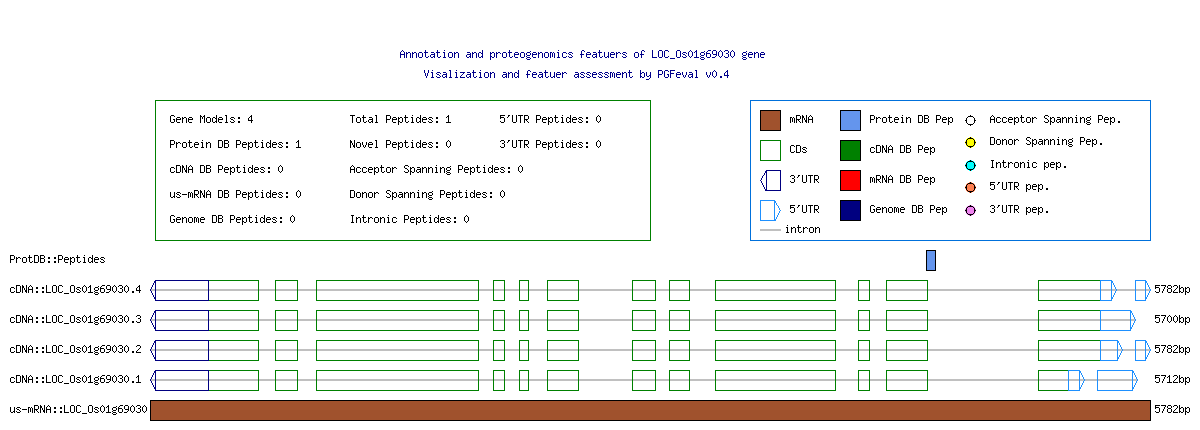 Annotation and proteogenomics featuers of LOC_Os01g69030 gene
Visalization and featuer assessment by PGFeval v0.4
Gene Models: 4
Total Peptides: 1
5'UTR Peptides: 0
Protein DB Peptides: 1
Novel Peptides: 0
3'UTR Peptides: 0
cDNA DB Peptides: 0
Acceptor Spanning Peptides: 0
us-mRNA DB Peptides: 0
Donor Spanning Peptides: 0
Genome DB Peptides: 0
Intronic Peptides: 0
mRNA
Protein DB Pep
Acceptor Spanning Pep.
CDs
cDNA DB Pep
Donor Spanning Pep.
3'UTR
mRNA DB Pep
Intronic pep.
5'UTR
Genome DB Pep
5'UTR pep.
3'UTR pep.
intron
ProtDB::Peptides
cDNA::LOC_Os01g69030.4 5782bp
cDNA::LOC_Os01g69030.3 5700bp
cDNA::LOC_Os01g69030.2 5782bp
cDNA::LOC_Os01g69030.1 5712bp
us-mRNA::LOC_Os01g69030 5782bp